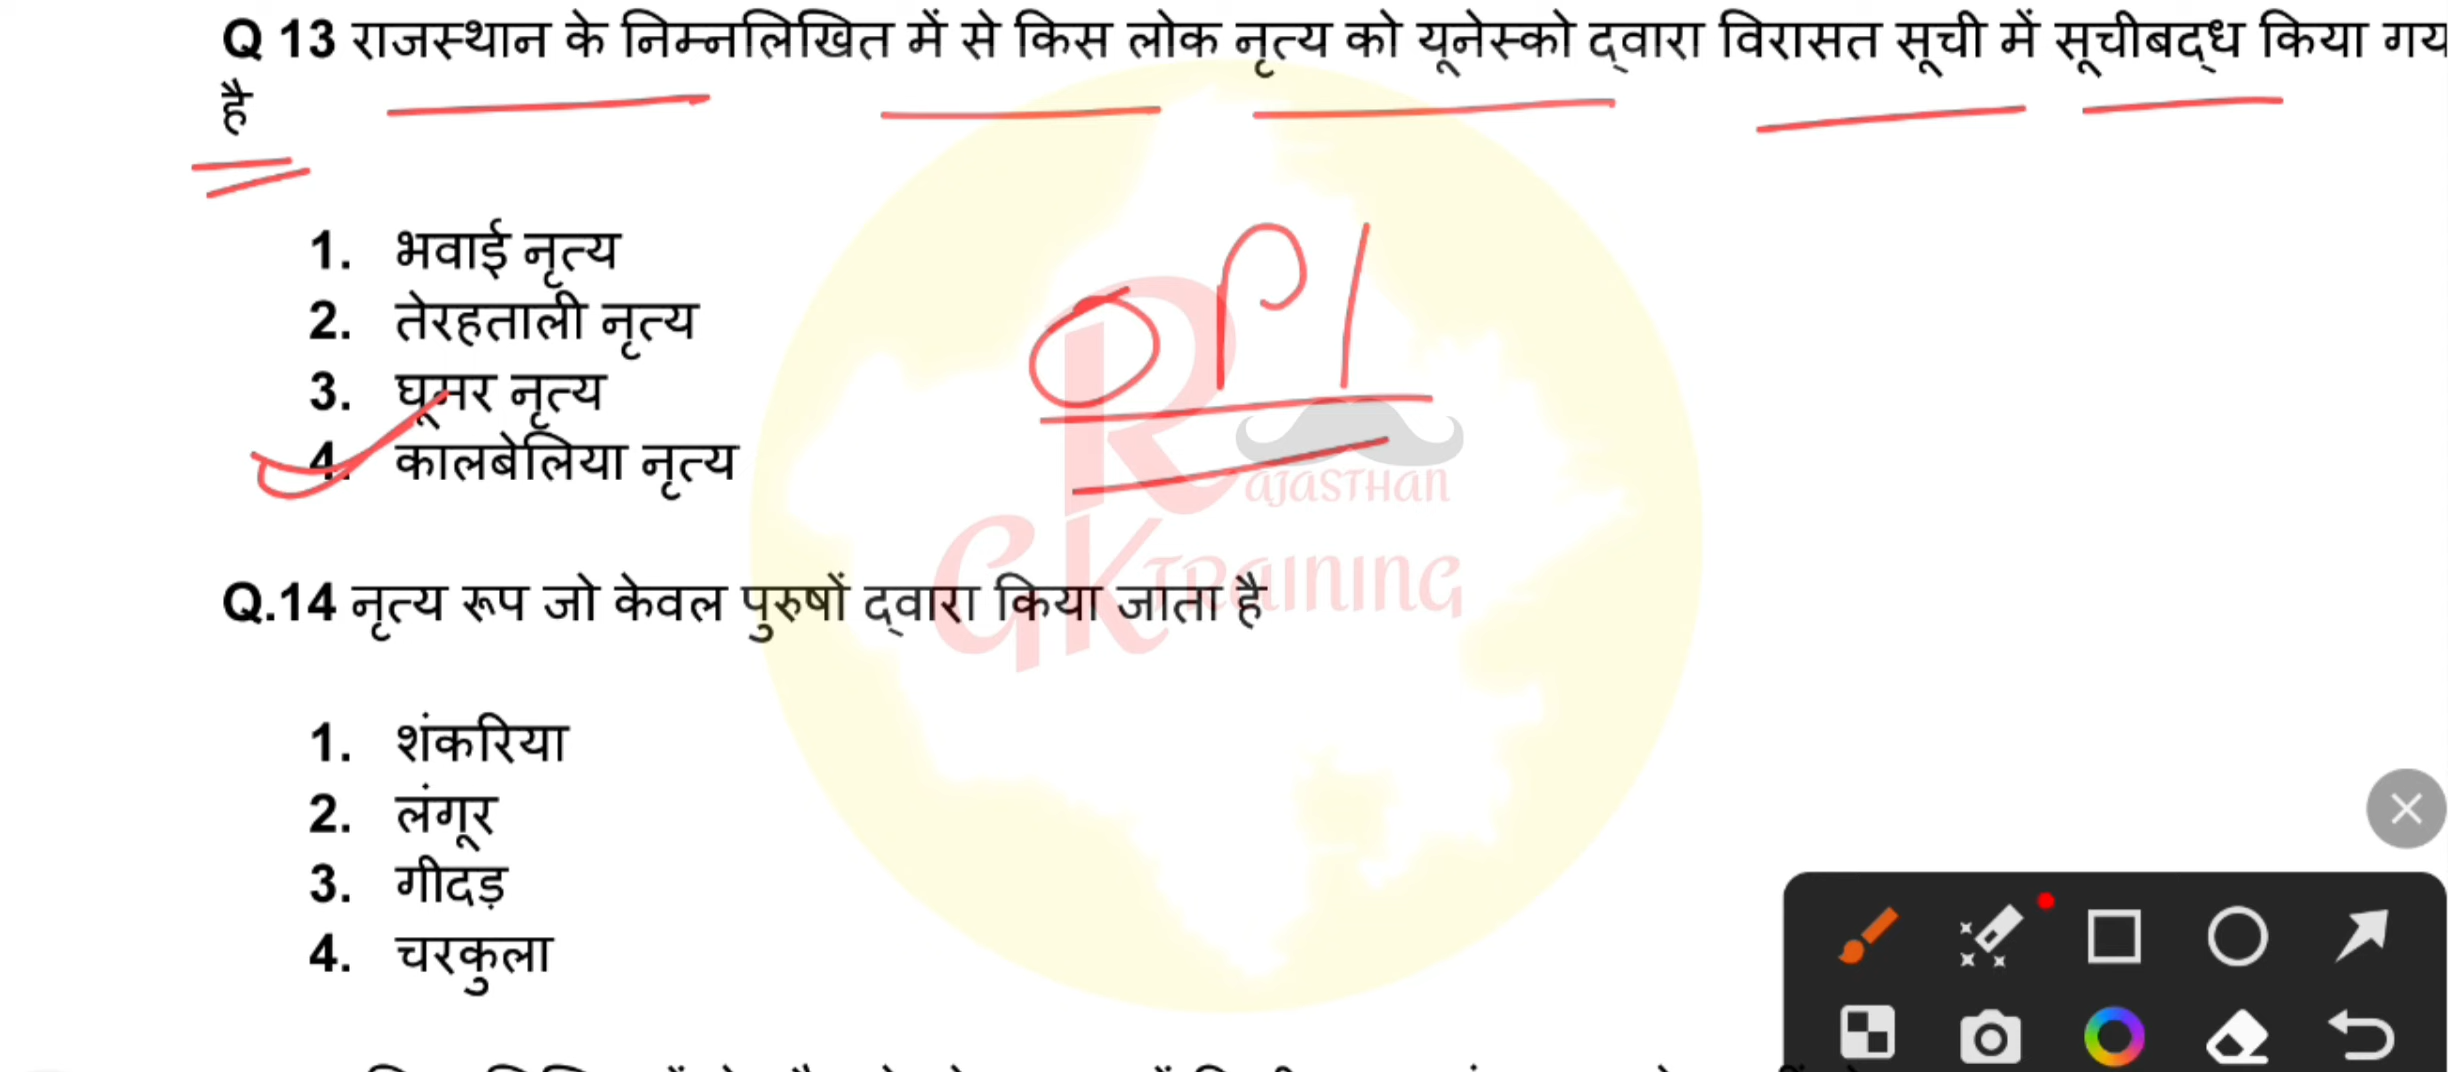 Q 13 राजस्थान के निम्नलिखित में से किस लोक नृत्य को यूनेस्को द्वारा विरासत सूची में सूचीबद्ध किया गय
है
1. भवाई नृत्य
2. तेरहताली नृत्य
3. घूमर नृत्य
4. कालबेलिया नृत्य
RAJASTHAN
GK TRAINING
Q.14 नृत्य रूप जो केवल पुरुषों द्वारा किया जाता है
1. शंकरिया
2. लंगूर
3. गीदड़
4. चरकुला